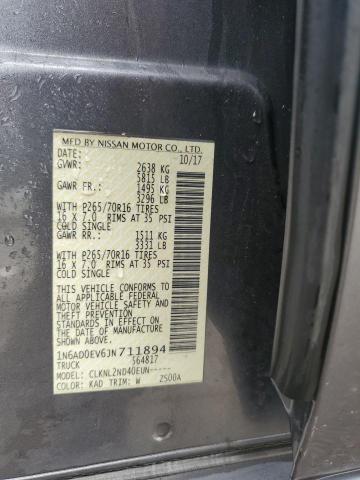 MFD BY NISSAN MOTOR CO., LTD.
DATE: 10/17
GVWR: 2638 KG
5815 LB
GAWR FR.: 1495 KG
3296 LB
WITH P265/70R16 TIRES
16 X 7.0 RIMS AT 35 PSI
COLD SINGLE
GAWR RR.: 1511 KG
3331 LB
WITH P265/70R16 TIRES
16 X 7.0 RIMS AT 35 PSI
COLD SINGLE
THIS VEHICLE CONFORMS TO ALL
APPLICABLE FEDERAL MOTOR
VEHICLE SAFETY, BUMPER,
AND THEFT PREVENTION
STANDARDS IN EFFECT ON
THE DATE OF MANUFACTURE
SHOWN ABOVE.
1N6AD0EV6JN711894
TRUCK 564817
MODEL: CLKNL2ND40EUN-----
COLOR: KAD TRIM: W 2500A